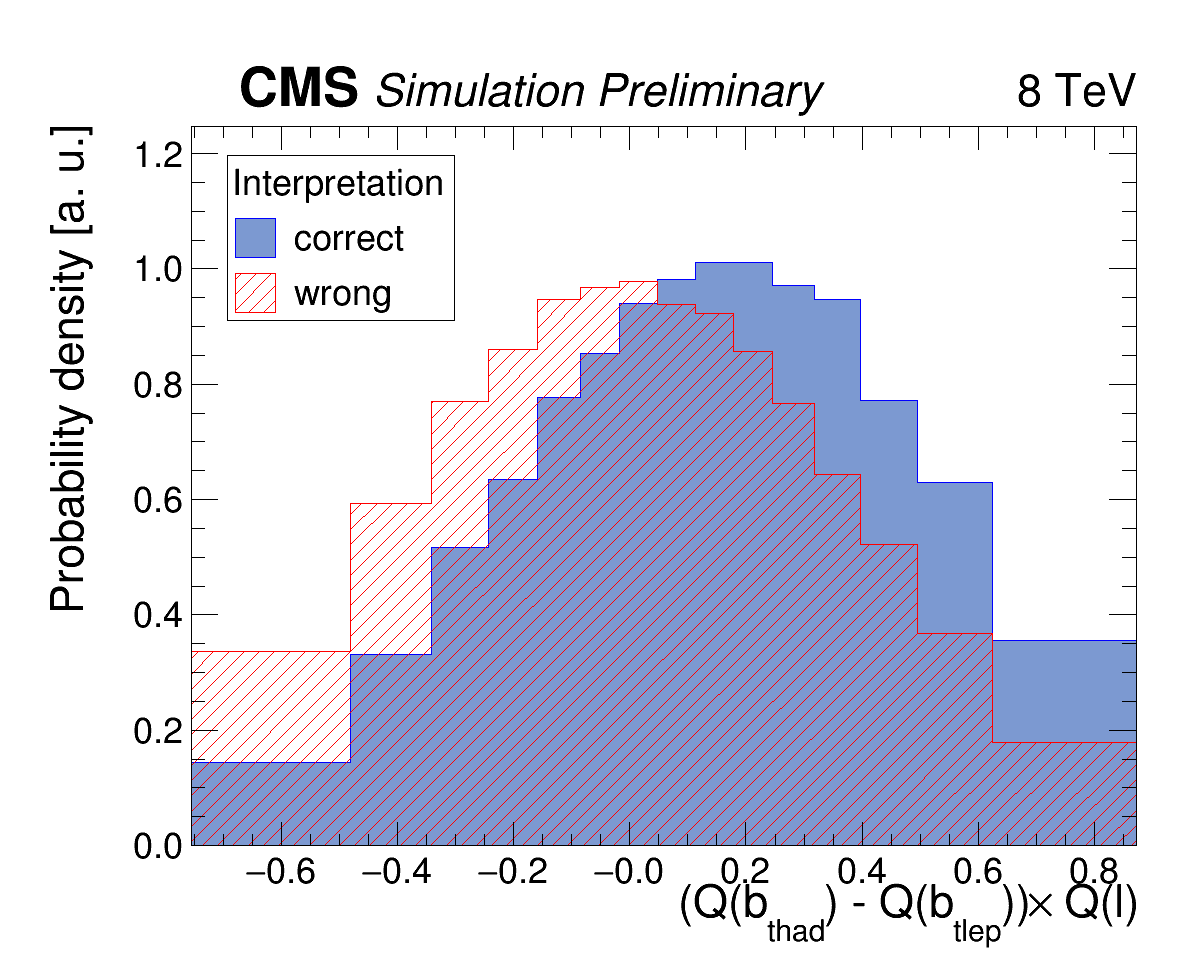 CMS Simulation Preliminary 8 TeV
Probability density [a. u.]
Interpretation
correct
wrong
1.2
1.0
0.8
0.6
0.4
0.2
0.0
−0.6 −0.4 −0.2 −0.0 0.2 0.4 0.6 0.8
(Q(b_thad) - Q(b_tlep))× Q(l)